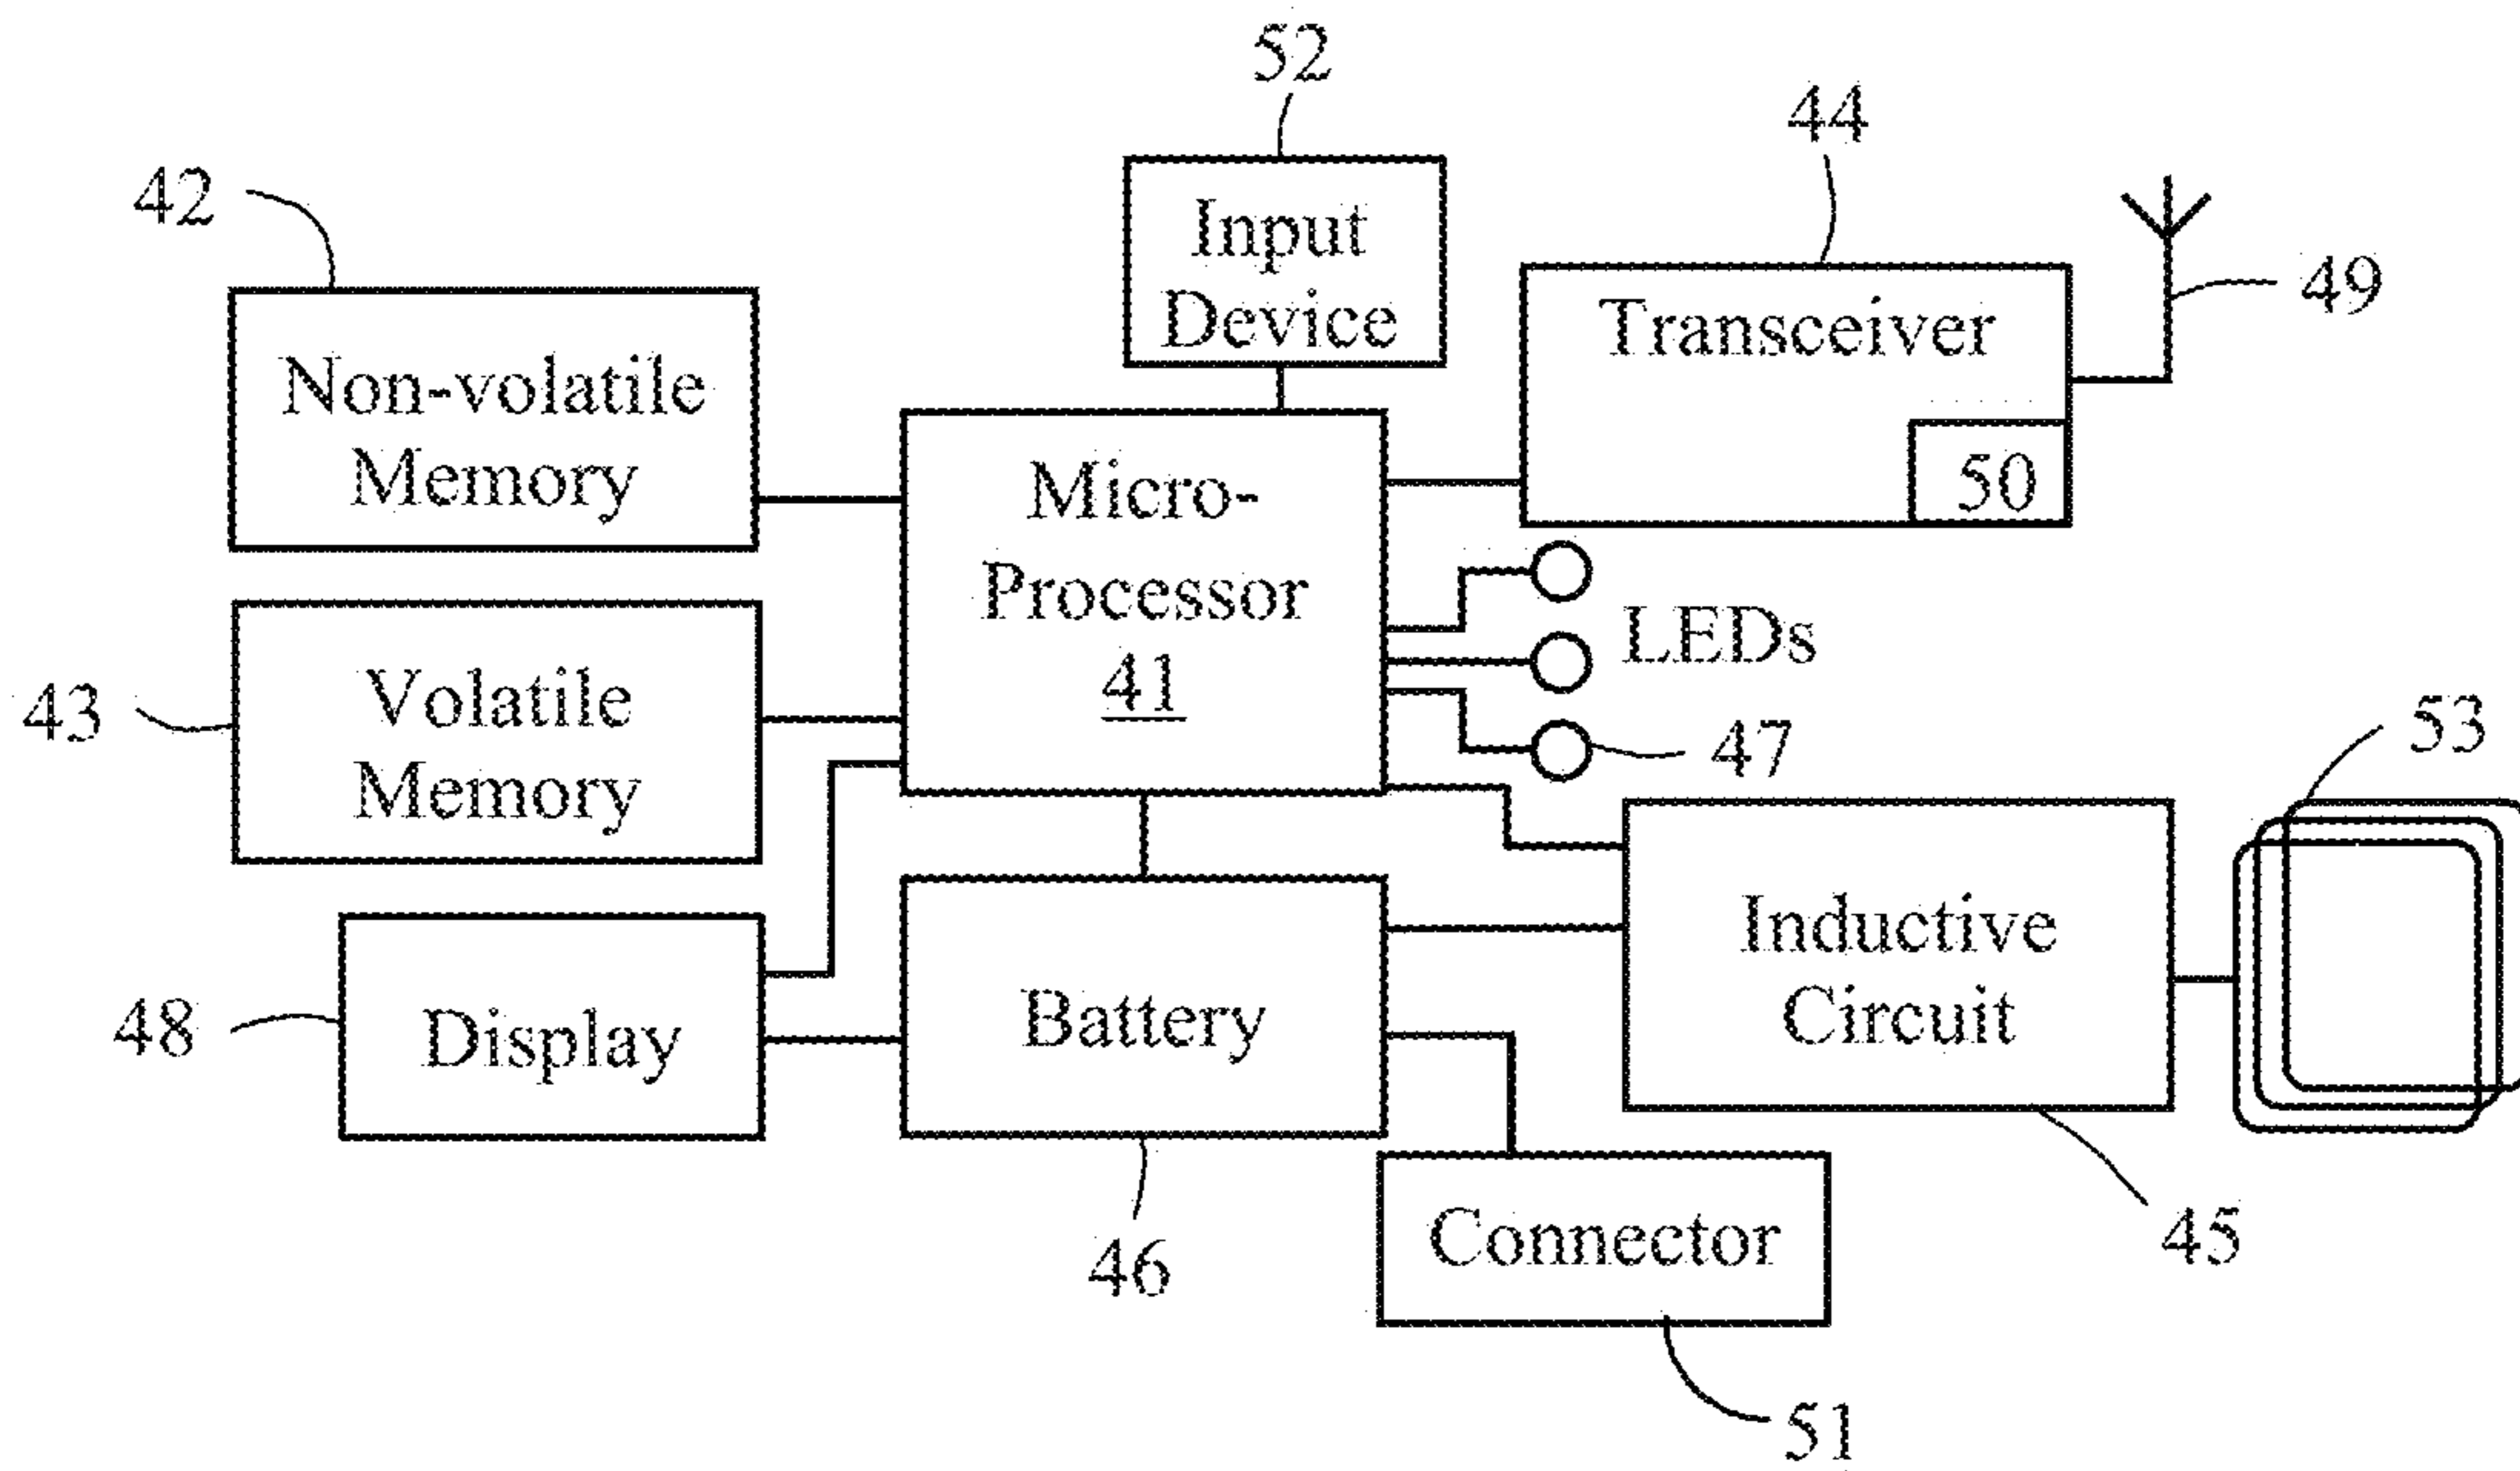 52
44
42
Input
Device
49
Transceiver
50
Non-volatile
Memory
Micro-
Processor
41
LEDs
47
43
Volatile
Memory
53
Inductive
Circuit
45
48
Display
Battery
46
Connector
51